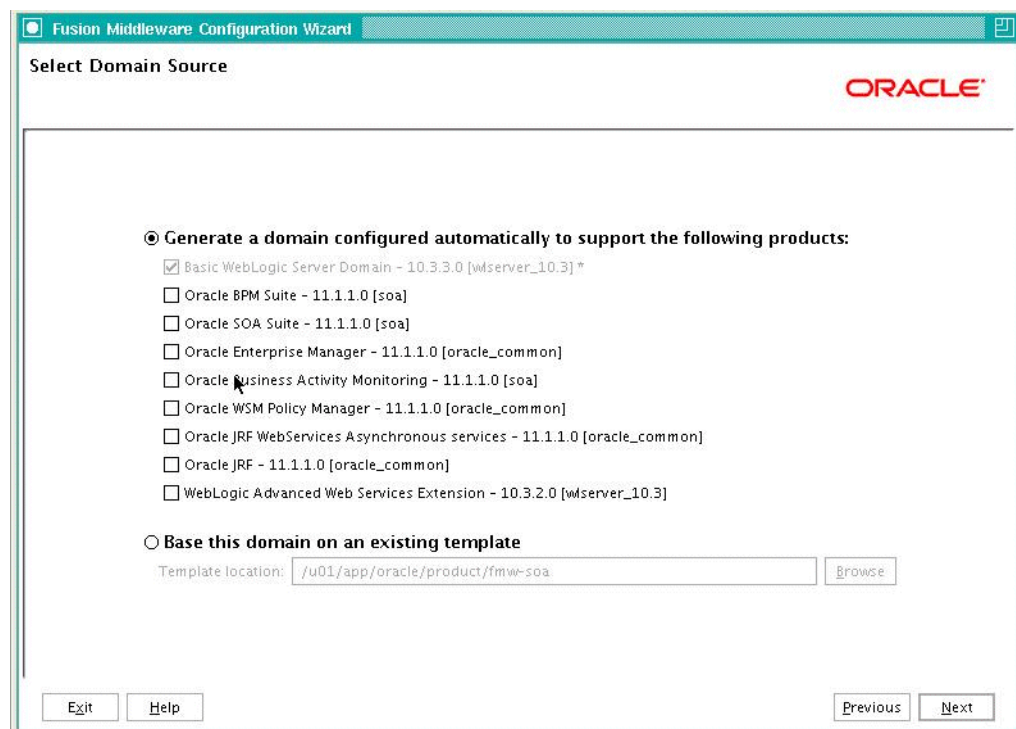 Fusion Middleware Configuration Wizard
Select Domain Source
ORACLE
Generate a domain configured automatically to support the following products:
Basic WebLogic Server Domain - 10.3.3.0 [wlserver_10.3] *
Oracle BPM Suite - 11.1.1.0 [soa]
Oracle SOA Suite - 11.1.1.0 [soa]
Oracle Enterprise Manager - 11.1.1.0 [oracle_common]
Oracle Business Activity Monitoring - 11.1.1.0 [soa]
Oracle WSM Policy Manager - 11.1.1.0 [oracle_common]
Oracle JRF WebServices Asynchronous services - 11.1.1.0 [oracle_common]
Oracle JRF - 11.1.1.0 [oracle_common]
WebLogic Advanced Web Services Extension - 10.3.2.0 [wlserver_10.3]
Base this domain on an existing template
Template location: /u01/app/oracle/product/fmw-soa Browse
Exit Help Previous Next